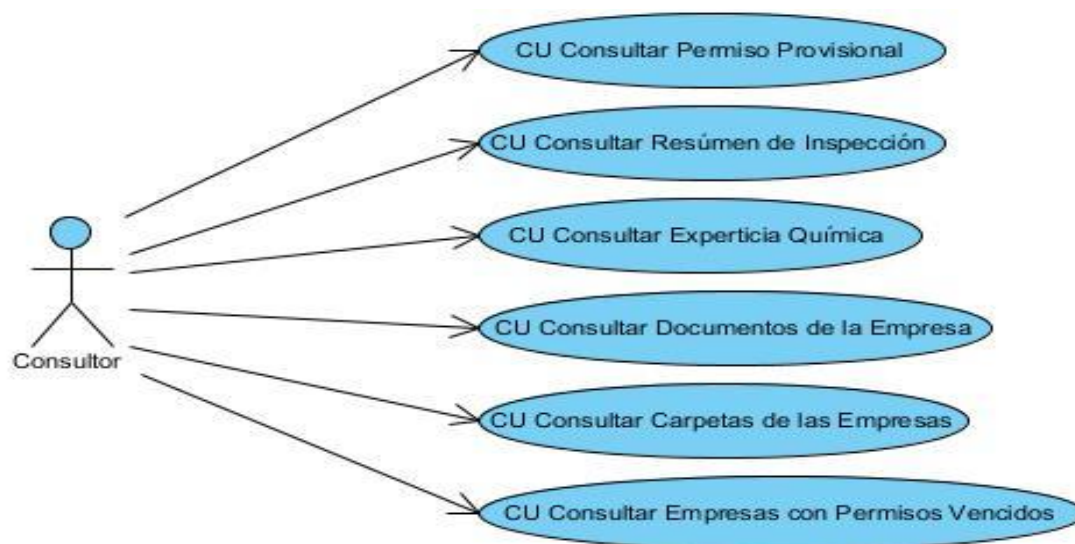 CU Consultar Permiso Provisional
CU Consultar Resúmen de Inspección
CU Consultar Experticia Química
CU Consultar Documentos de la Empresa
Consultor
CU Consultar Carpetas de las Empresas
CU Consultar Empresas con Permisos Vencidos